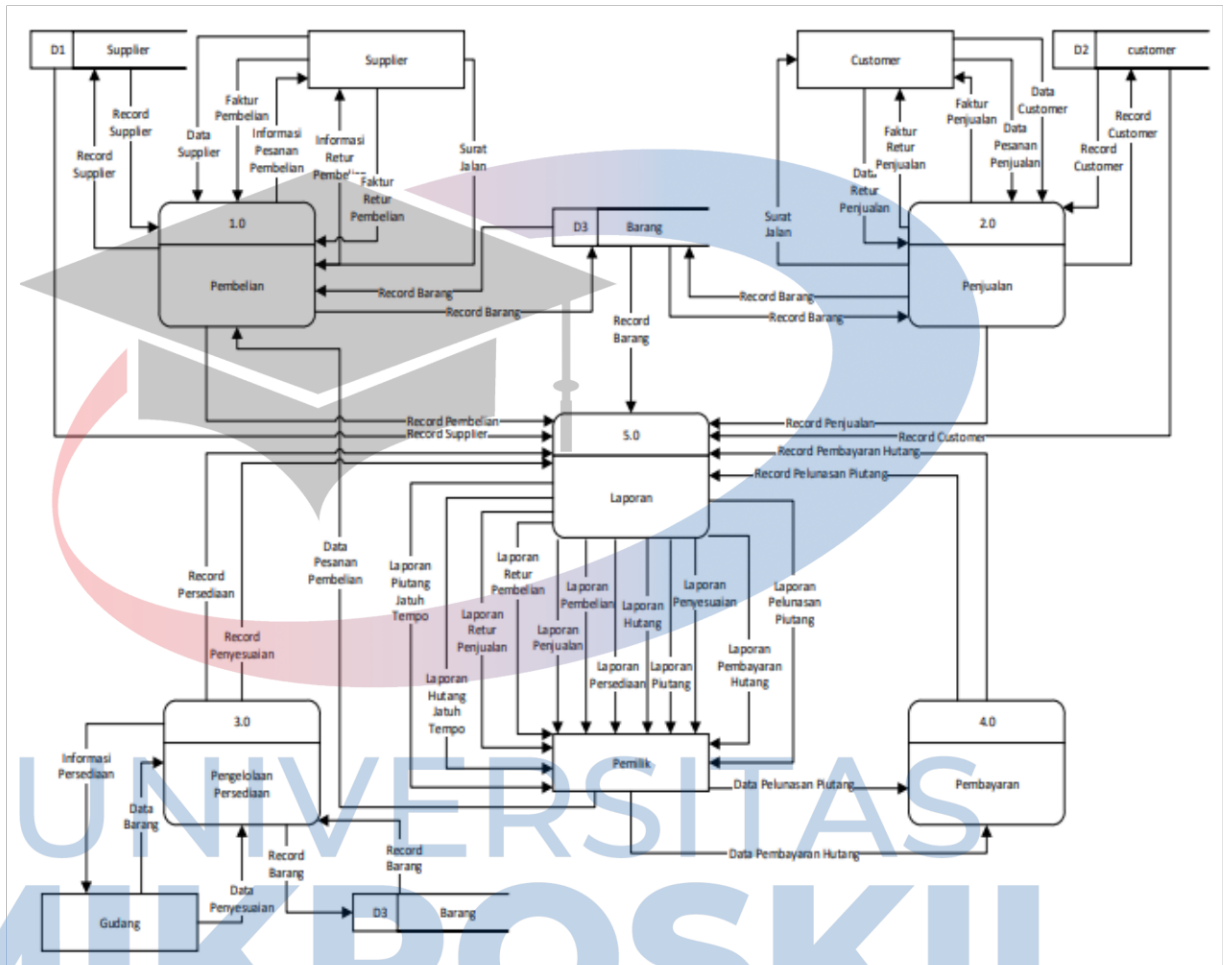 D1
Supplier
Supplier
Customer
D2
customer
Record
Supplier
Record
Supplier
Data
Supplier
Faktur
Pembelian
Informasi
Pesanan
Pembelian
Informasi
Retur
Pembelian
Faktur
Retur
Pembelian
Surat
Jalan
Surat
Jalan
Data
Retur
Penjualan
Faktur
Retur
Penjualan
Faktur
Penjualan
Data
Pesanan
Penjualan
Data
Customer
Record
Customer
Record
Customer
1.0
Pembelian
D3
Barang
2.0
Penjualan
Record Barang
Record Barang
Record
Barang
Record Barang
Record Barang
Record Pembelian
Record Supplier
5.0
Laporan
Record Penjualan
Record Customer
Record Pembayaran Hutang
Record Pelunasan Piutang
Record
Persediaan
Record
Penyesuaian
Data
Pesanan
Pembelian
Laporan
Piutang
Jatuh
Tempo
Laporan
Hutang
Jatuh
Tempo
Laporan
Retur
Penjualan
Laporan
Retur
Pembelian
Laporan
Penjualan
Laporan
Pembelian
Laporan
Persediaan
Laporan
Hutang
Laporan
Piutang
Laporan
Penyesuaian
Laporan
Pembayaran
Hutang
Laporan
Pelunasan
Piutang
3.0
Pengelolaan
Persediaan
Pemilik
4.0
Pembayaran
Data Pelunasan Piutang
Data Pembayaran Hutang
Informasi
Persediaan
Data
Barang
Data
Penyesuaian
Record
Barang
Record
Barang
Gudang
D3
Barang
UNIVERSITAS
MIKROSKIL